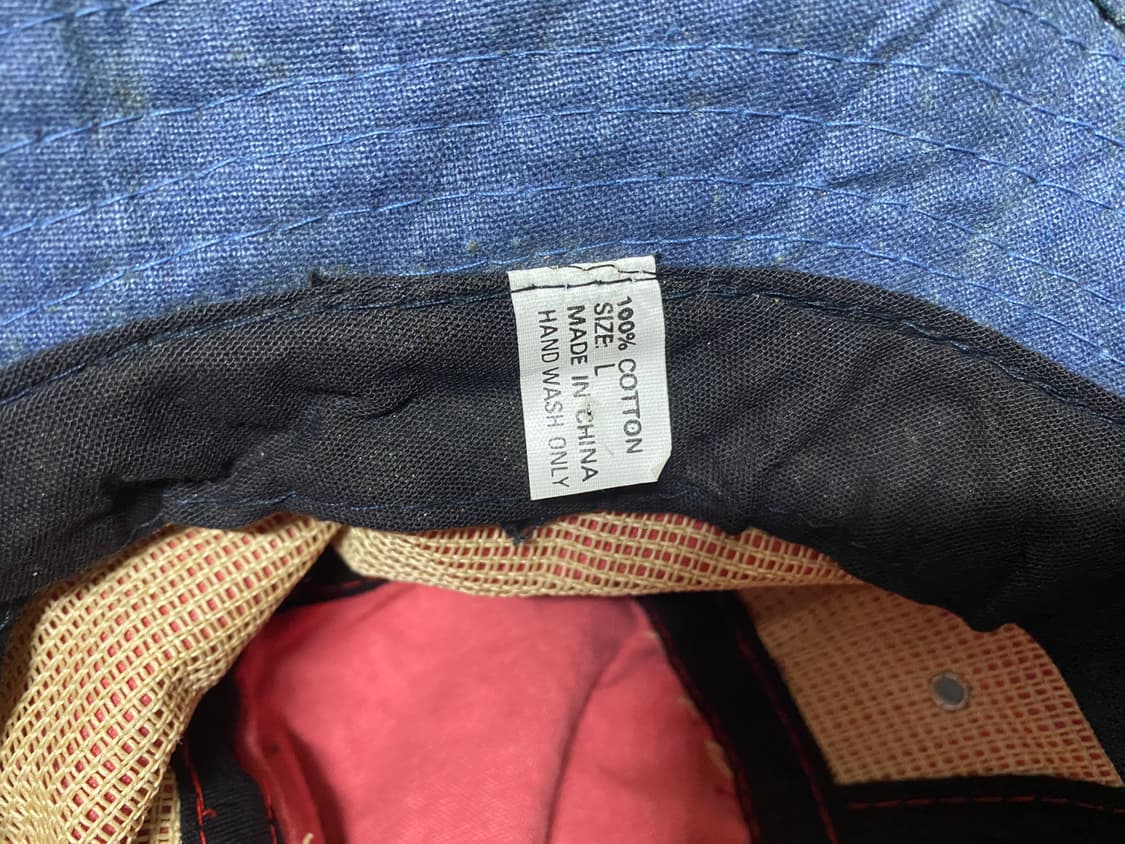 100% COTTON
SIZE: L
MADE IN CHINA
HAND WASH ONLY